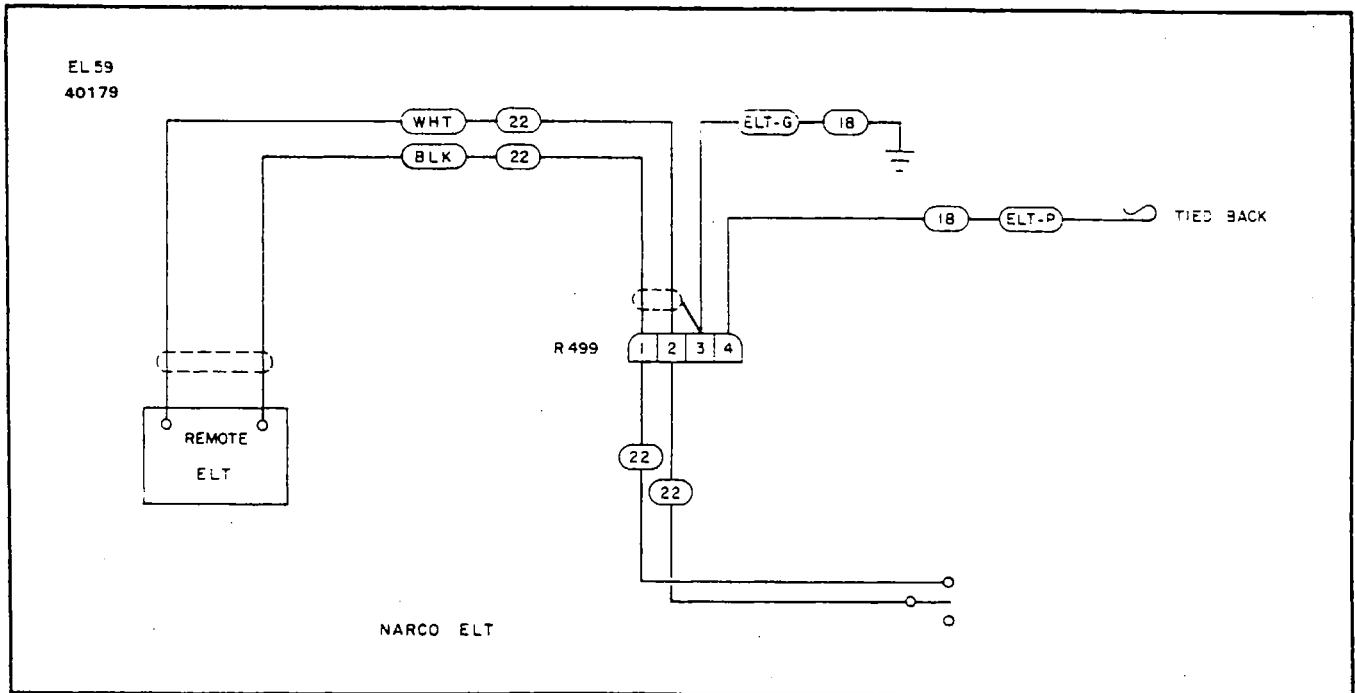 EL 59
40179
WHT 22
BLK 22
ELT-G 18
18 ELT-P TIED BACK
R 499 1 2 3 4
REMOTE
ELT
22
22
NARCO ELT